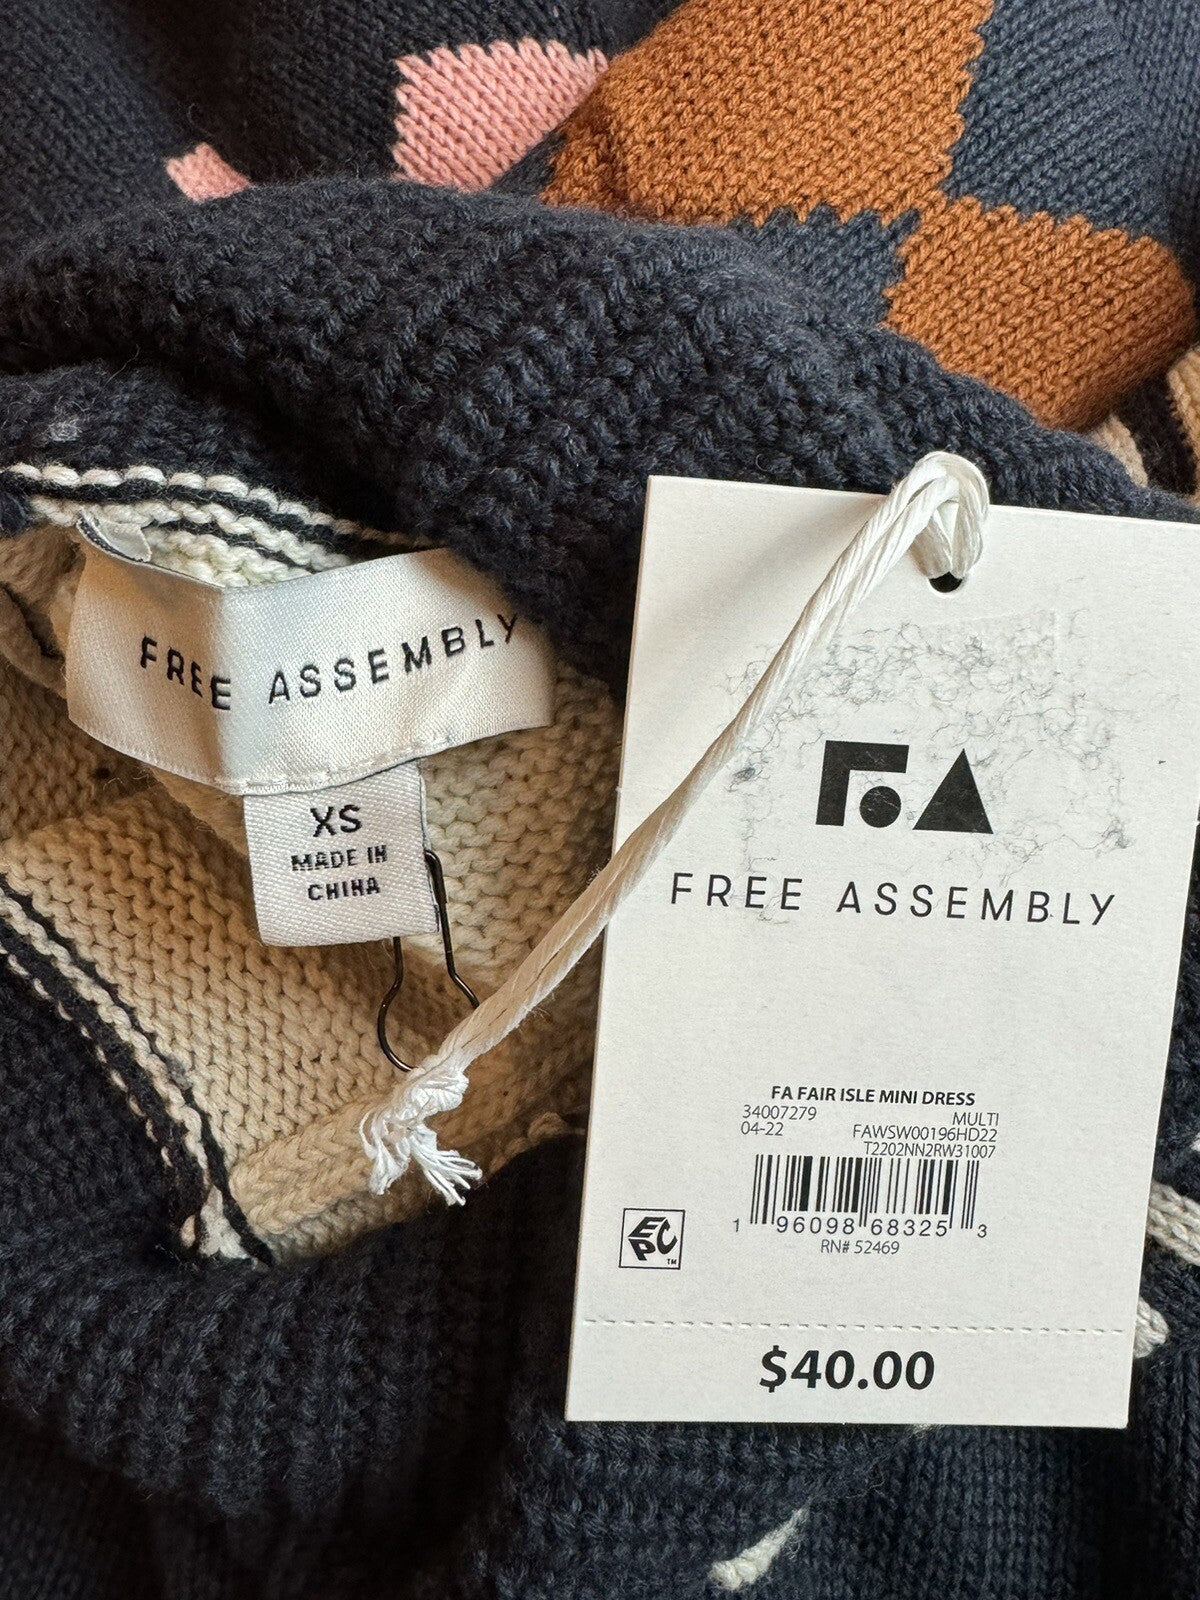 FREE ASSEMBLY
XS
MADE IN
CHINA
FA
FREE ASSEMBLY
FA FAIR ISLE MINI DRESS
34007279 MULTI
04-22 FAWSW00196HD22
T2202NN2RW31007
1 96098 68325 3
RN# 52469
EPC™
$40.00